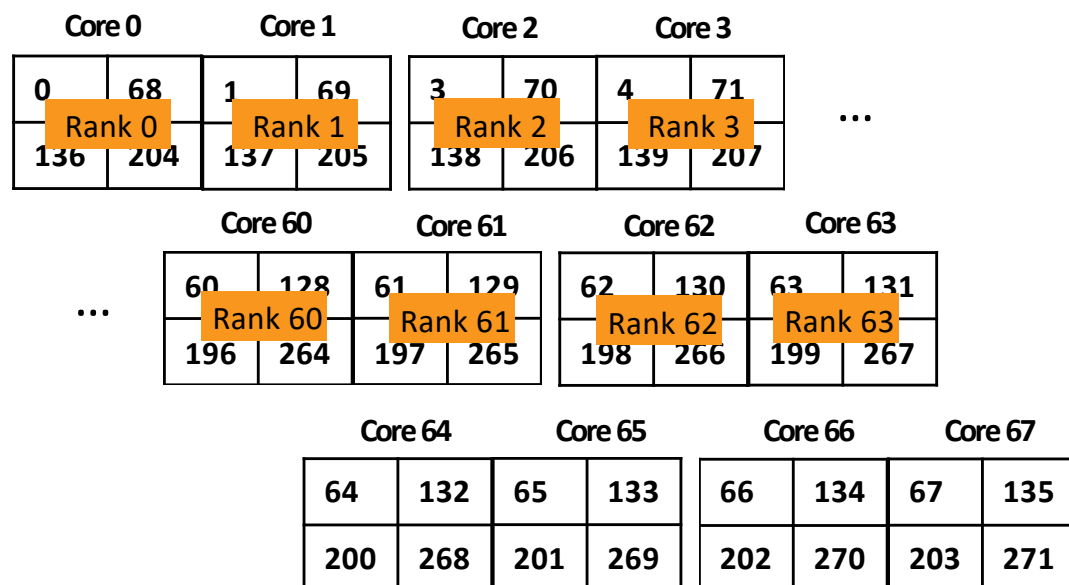 Core 0 Core 1 Core 2 Core 3
0 68 1 69 3 70 4 71
Rank 0 Rank 1 Rank 2 Rank 3 ...
136 204 137 205 138 206 139 207
Core 60 Core 61 Core 62 Core 63
60 128 61 129 62 130 63 131
... Rank 60 Rank 61 Rank 62 Rank 63
196 264 197 265 198 266 199 267
Core 64 Core 65 Core 66 Core 67
64 132 65 133 66 134 67 135
200 268 201 269 202 270 203 271